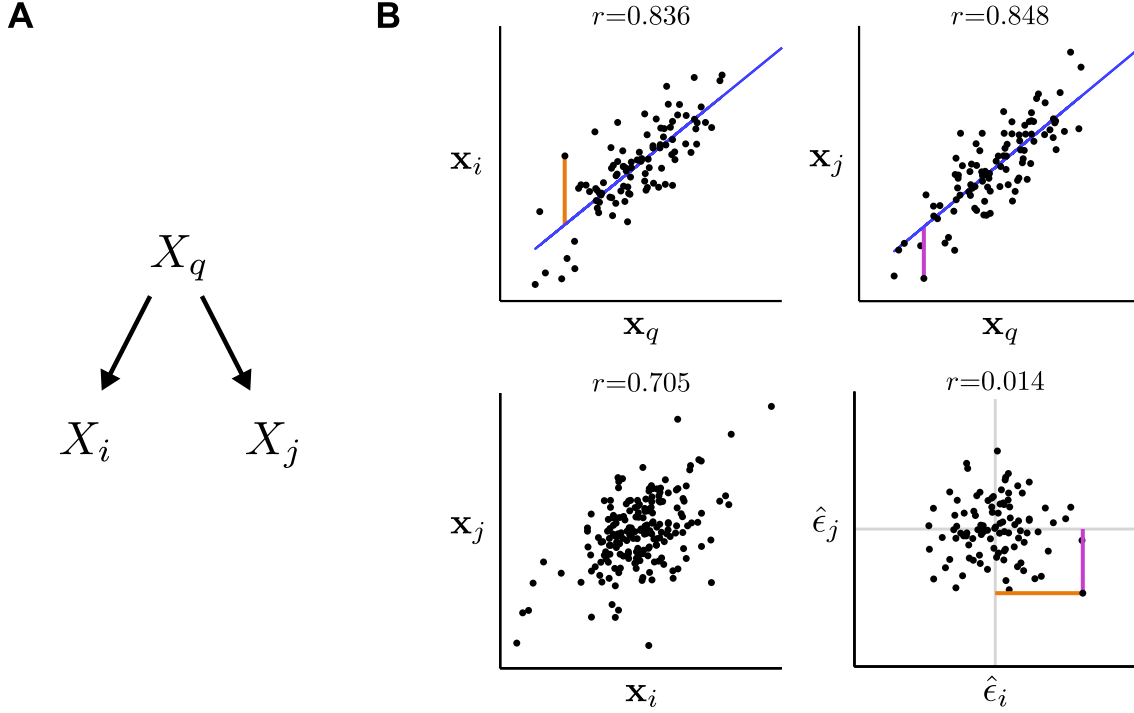 A
B
r=0.836
r=0.848
x_i
x_j
x_q
x_q
X_q
X_i
X_j
r=0.705
r=0.014
x_j
ϵ̂_j
x_i
ϵ̂_i